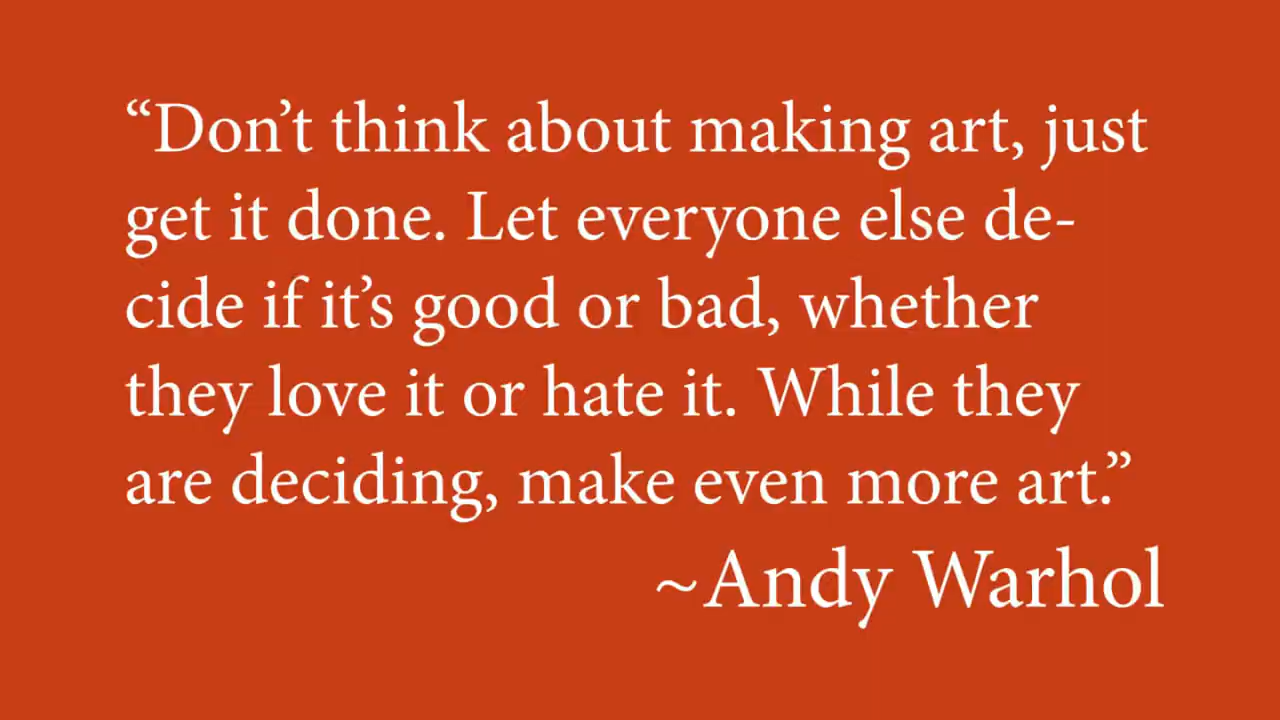 “Don’t think about making art, just
get it done. Let everyone else de-
cide if it’s good or bad, whether
they love it or hate it. While they
are deciding, make even more art.”
~Andy Warhol